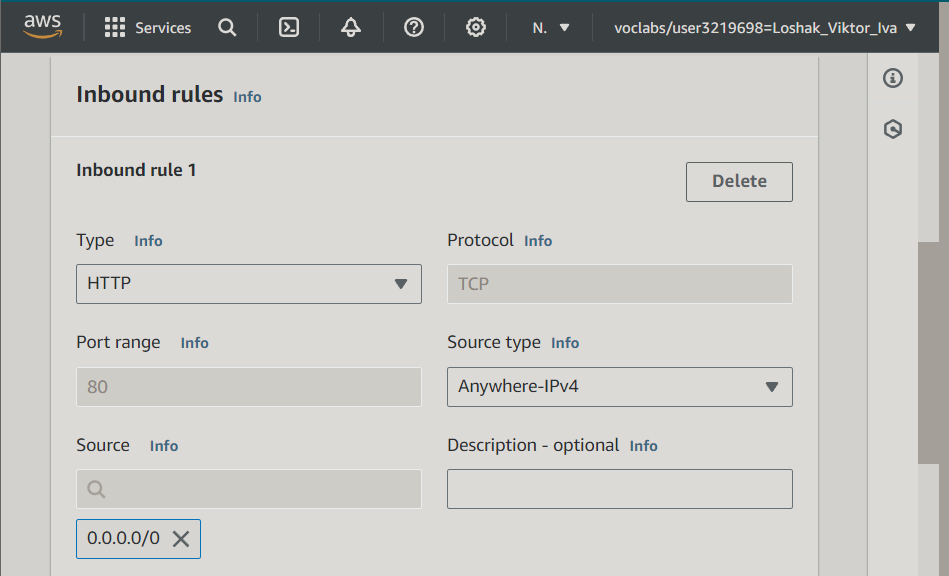 aws Services N. voclabs/user3219698=Loshak_Viktor_Iva
Inbound rules Info
Inbound rule 1
Delete
Type Info
Protocol Info
HTTP
TCP
Port range Info
Source type Info
80
Anywhere-IPv4
Source Info
Description - optional Info
0.0.0.0/0